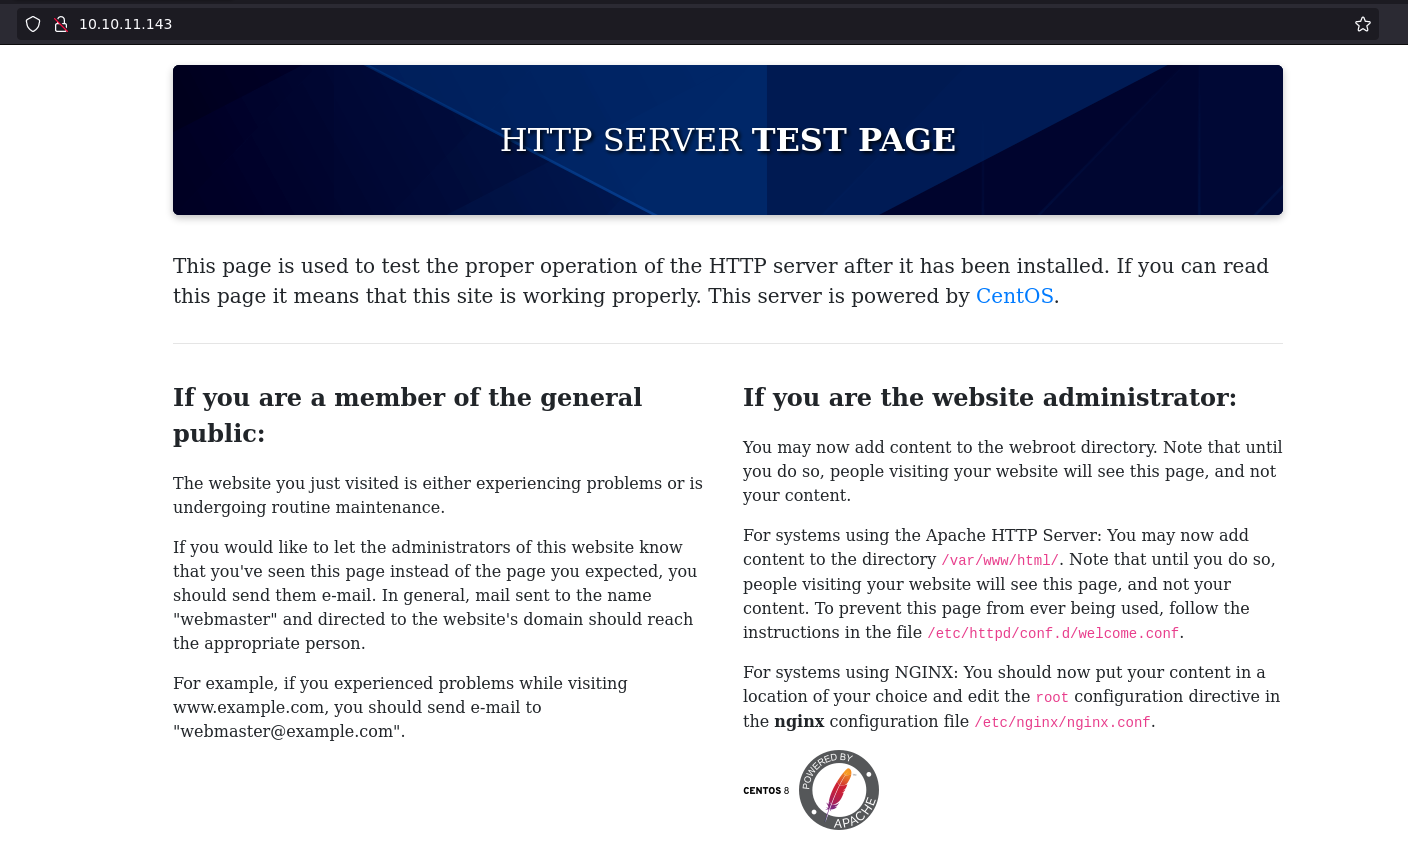 10.10.11.143
HTTP SERVER TEST PAGE
This page is used to test the proper operation of the HTTP server after it has been installed. If you can read
this page it means that this site is working properly. This server is powered by CentOS.
If you are a member of the general
public:
The website you just visited is either experiencing problems or is
undergoing routine maintenance.
If you would like to let the administrators of this website know
that you've seen this page instead of the page you expected, you
should send them e-mail. In general, mail sent to the name
"webmaster" and directed to the website's domain should reach
the appropriate person.
For example, if you experienced problems while visiting
www.example.com, you should send e-mail to
"webmaster@example.com".
If you are the website administrator:
You may now add content to the webroot directory. Note that until
you do so, people visiting your website will see this page, and not
your content.
For systems using the Apache HTTP Server: You may now add
content to the directory /var/www/html/. Note that until you do so,
people visiting your website will see this page, and not your
content. To prevent this page from ever being used, follow the
instructions in the file /etc/httpd/conf.d/welcome.conf.
For systems using NGINX: You should now put your content in a
location of your choice and edit the root configuration directive in
the nginx configuration file /etc/nginx/nginx.conf.
CENTOS 8
POWERED BY
APACHE